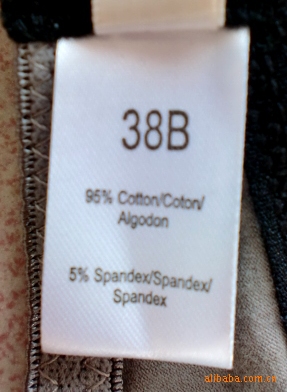 38B
95% Cotton/Coton/
Algodon
5% Spandex/Spandex/
Spandex
alibaba.com.cn